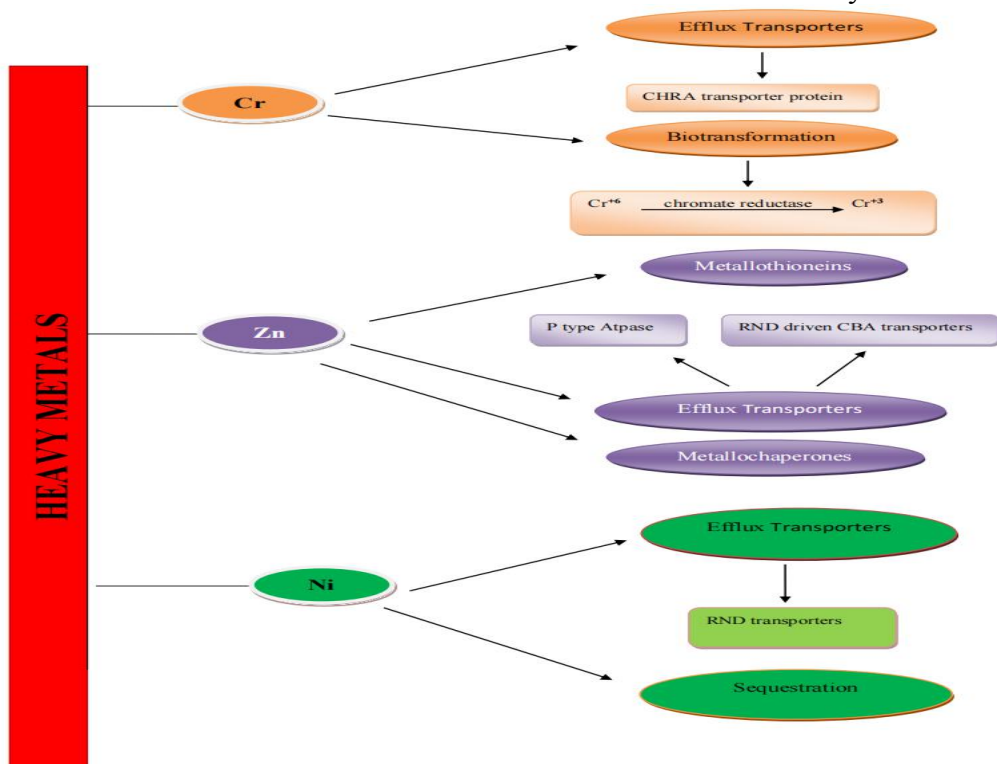 Efflux Transporters
CHRA transporter protein
Cr
Biotransformation
Cr+6 chromate reductase Cr+3
Metallothioneins
HEAVY METALS
Zn
P type Atpase
RND driven CBA transporters
Efflux Transporters
Metallochaperones
Efflux Transporters
Ni
RND transporters
Sequestration